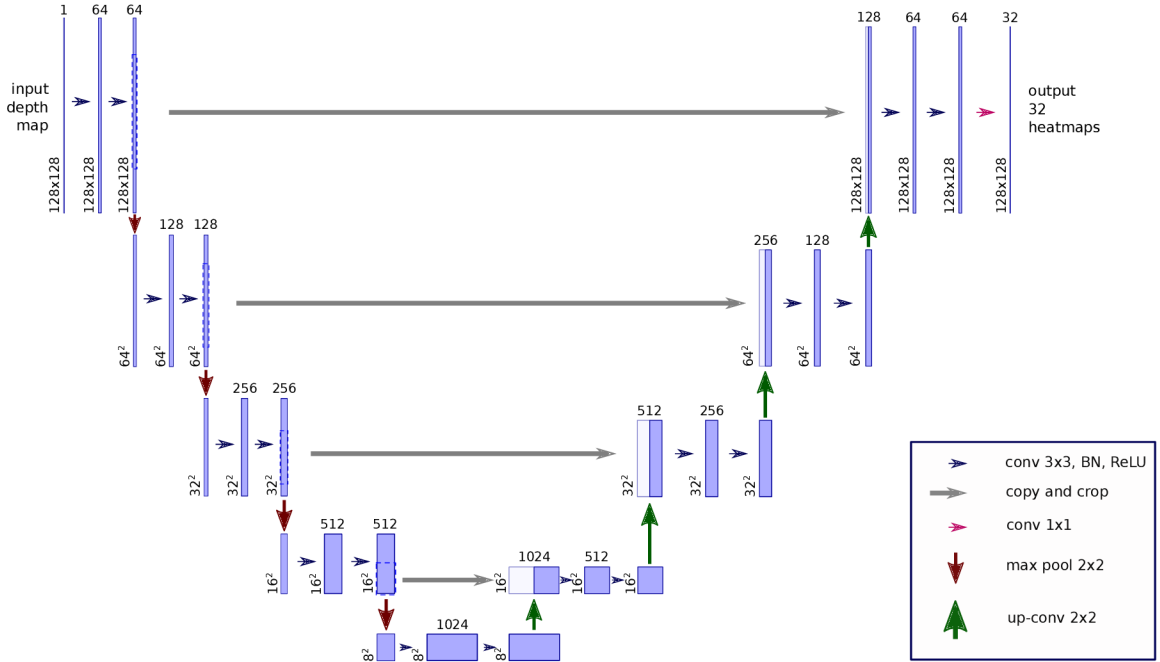 1
64
64
input
depth
map
128x128
128x128
128x128
128
64
64
32
output
32
heatmaps
128x128
128x128
128x128
128x128
128
128
64²
64²
64²
256
128
64²
64²
64²
256
256
32²
32²
32²
512
256
32²
32²
32²
512
512
16²
16²
16²
1024
512
16²
16²
16²
1024
8²
8²
8²
conv 3x3, BN, ReLU
copy and crop
conv 1x1
max pool 2x2
up-conv 2x2